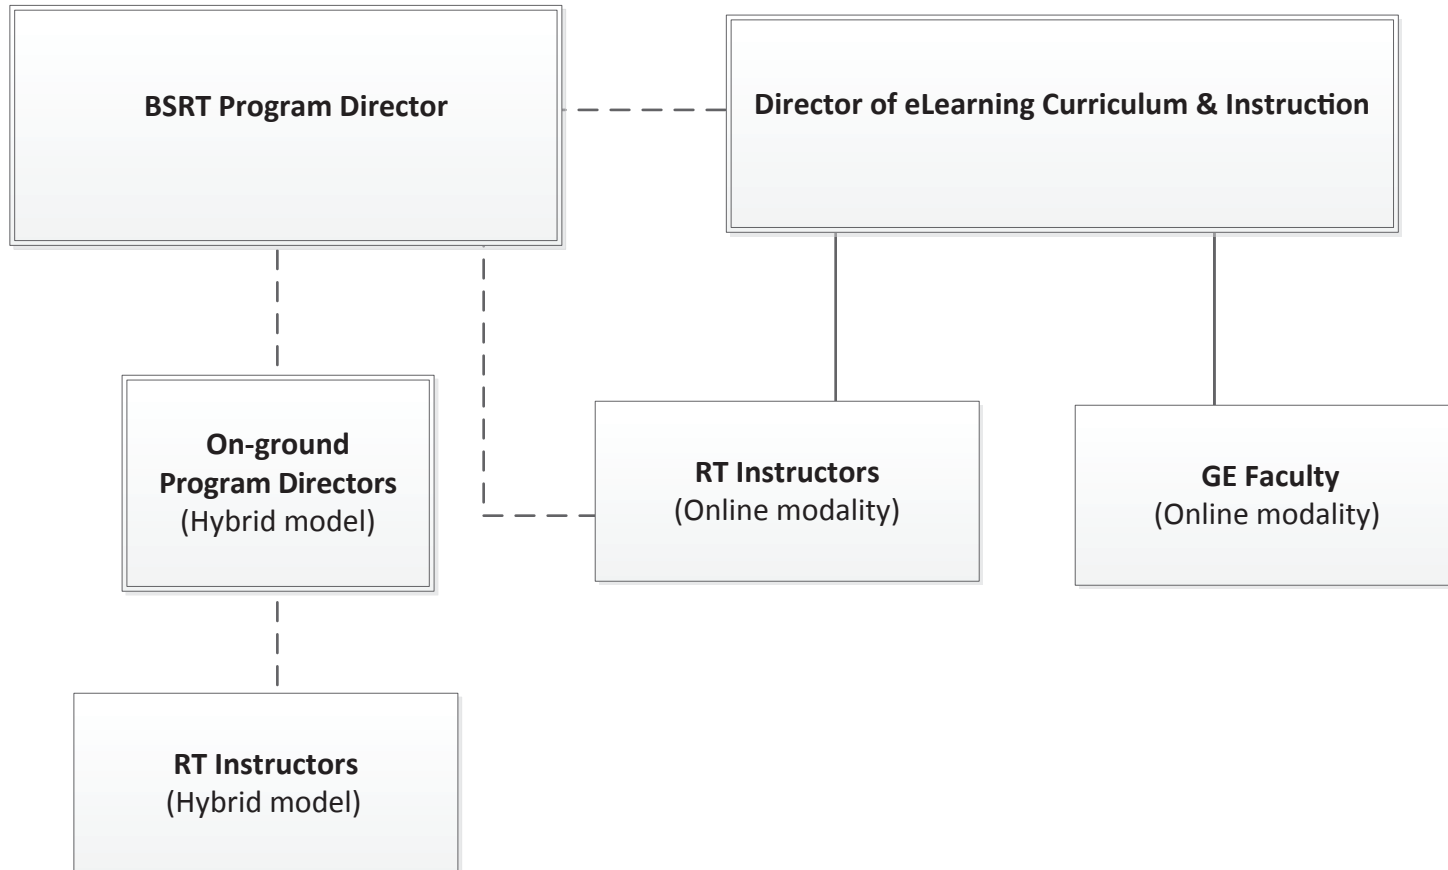 BSRT Program Director
Director of eLearning Curriculum & Instruction
On-ground
Program Directors
(Hybrid model)
RT Instructors
(Online modality)
GE Faculty
(Online modality)
RT Instructors
(Hybrid model)